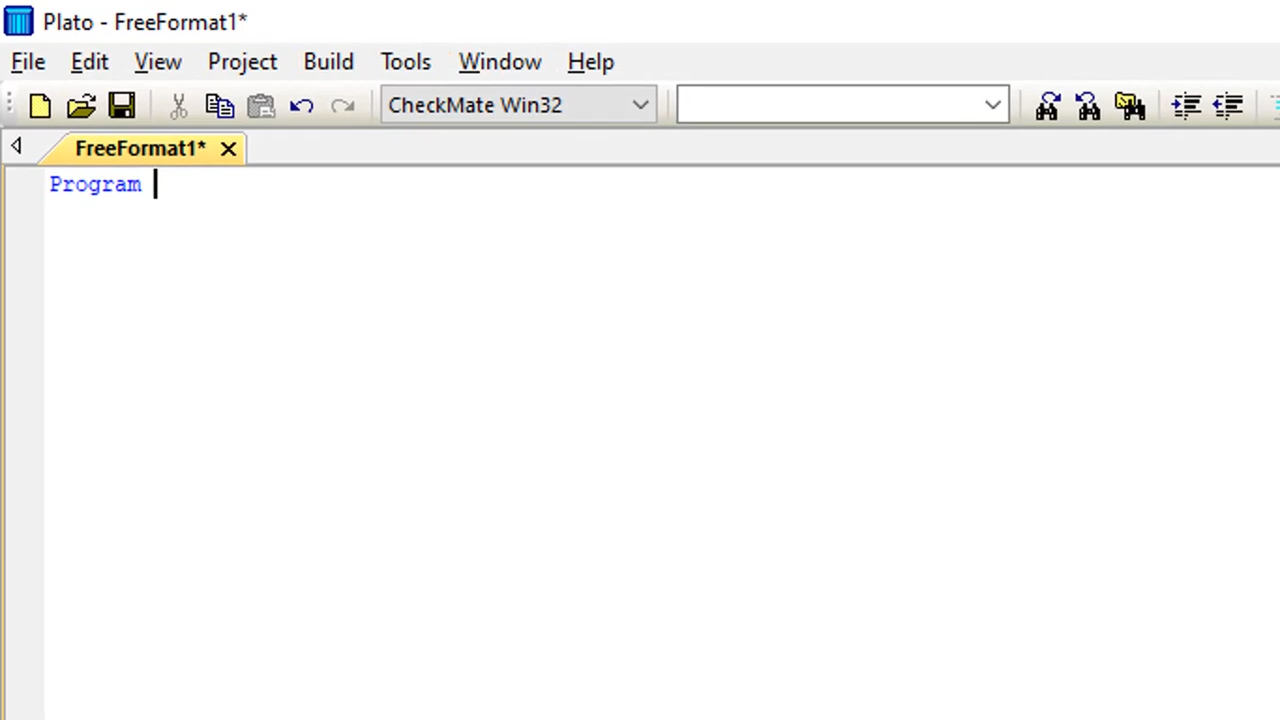 Plato - FreeFormat1*
File Edit View Project Build Tools Window Help
CheckMate Win32
FreeFormat1*
Program